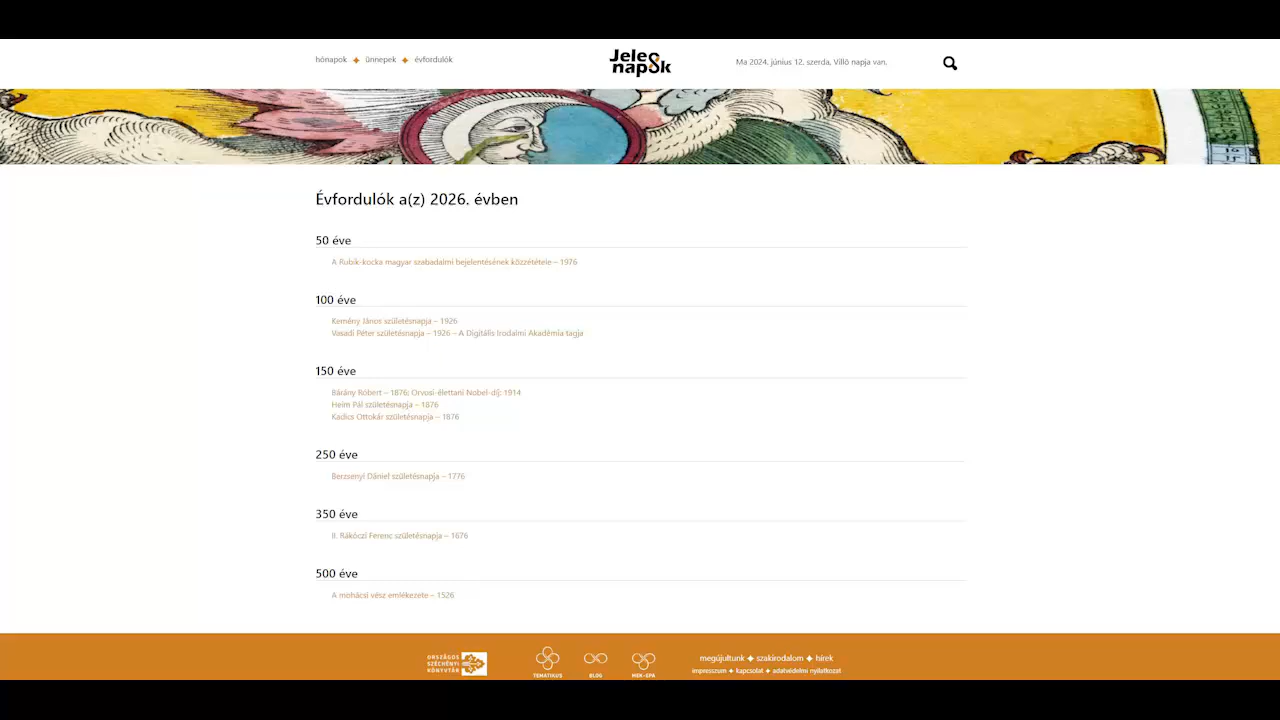 hónapok ✦ ünnepek ✦ évfordulók
Jeles
napok
Ma 2024. június 12. szerda, Villő napja van.
Évfordulók a(z) 2026. évben
50 éve
A Rubik-kocka magyar szabadalmi bejelentésének közzététele – 1976
100 éve
Kemény János születésnapja – 1926
Vasadi Péter születésnapja – 1926 – A Digitális Irodalmi Akadémia tagja
150 éve
Bárány Róbert – 1876; Orvosi-élettani Nobel-díj: 1914
Heim Pál születésnapja – 1876
Kadics Ottokár születésnapja – 1876
250 éve
Berzsenyi Dániel születésnapja – 1776
350 éve
II. Rákóczi Ferenc születésnapja – 1676
500 éve
A mohácsi vész emlékezete – 1526
ORSZÁGOS
SZÉCHÉNYI
KÖNYVTÁR
TEMATIKUS
BLOG
MEK-EPA
megújultunk ✦ szakirodalom ✦ hírek
impresszum ✦ kapcsolat ✦ adatvédelmi nyilatkozat